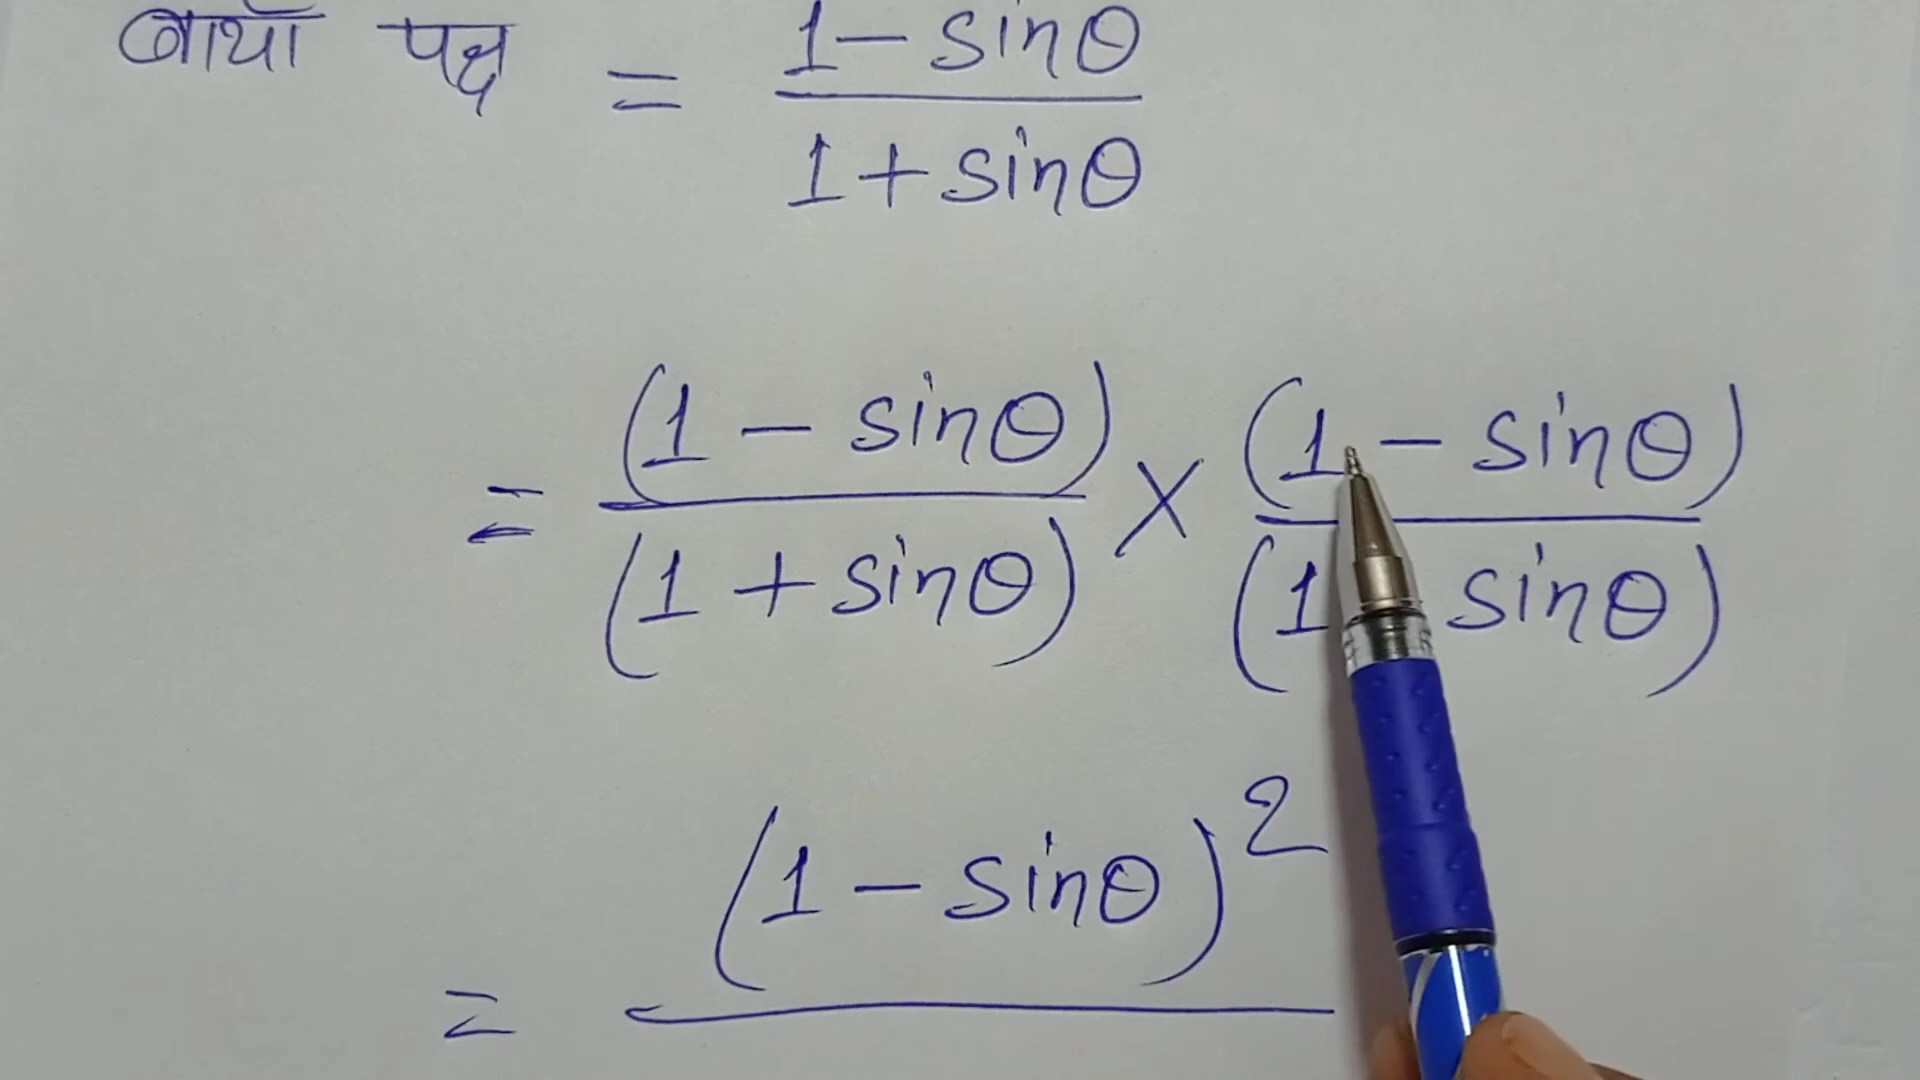 बायाँ पक्ष = (1 - sinθ)/(1 + sinθ)
= (1 - sinθ)/(1 + sinθ) × (1 - sinθ)/(1 sinθ)
= (1 - sinθ)²